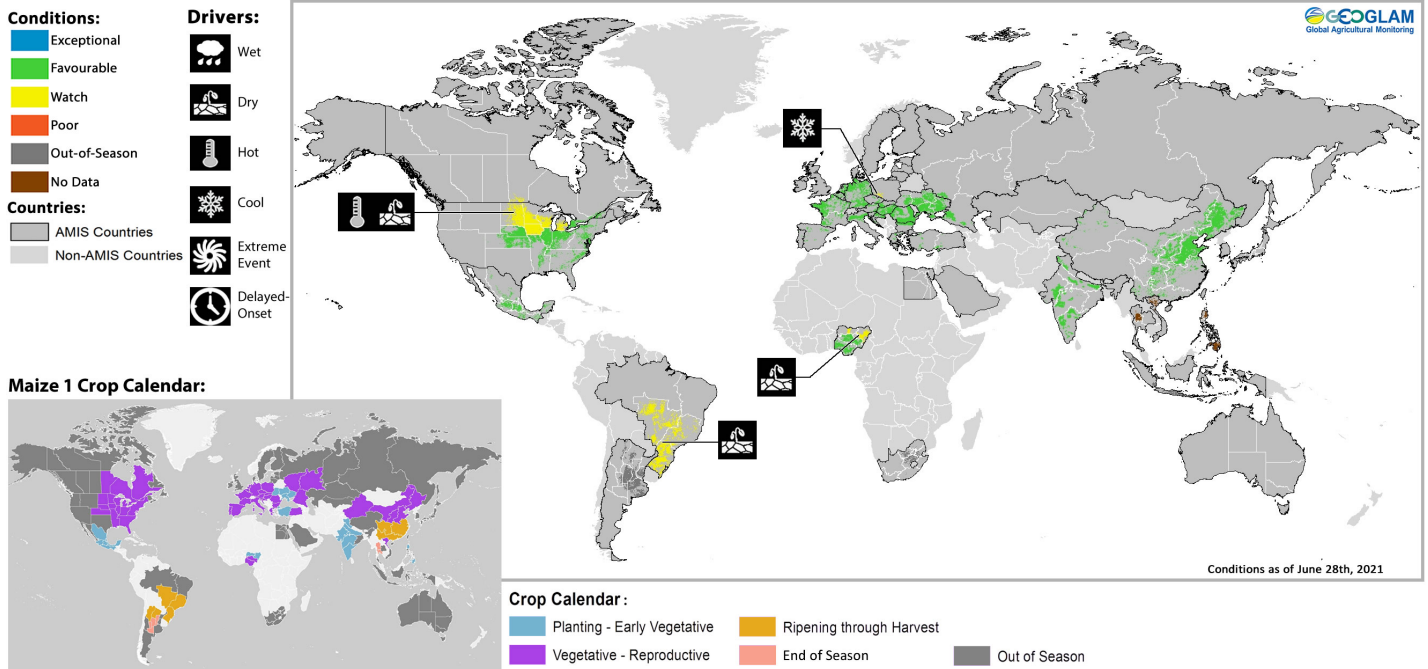 Conditions:
Exceptional
Favourable
Watch
Poor
Out-of-Season
No Data
Countries:
AMIS Countries
Non-AMIS Countries
Drivers:
Wet
Dry
Hot
Cool
Extreme
Event
Delayed-
Onset
GEOGLAM
Global Agricultural Monitoring
Conditions as of June 28th, 2021
Maize 1 Crop Calendar:
Crop Calendar :
Planting - Early Vegetative
Ripening through Harvest
Vegetative - Reproductive
End of Season
Out of Season